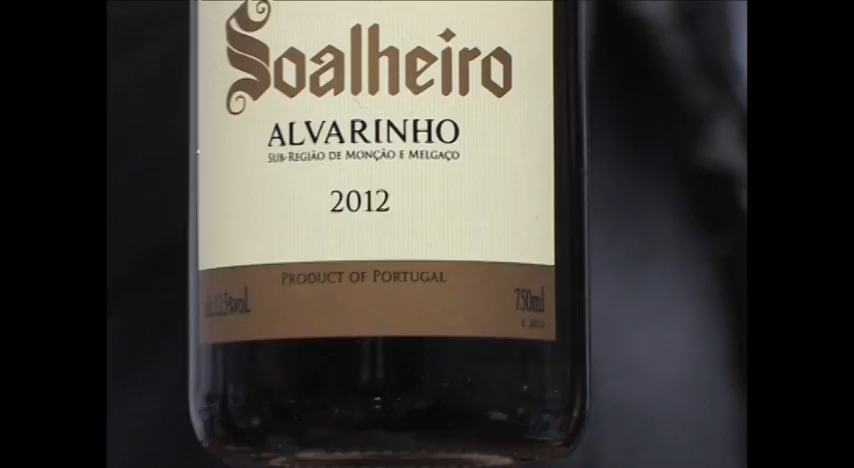 Soalheiro
ALVARINHO
SUB-REGIÃO DE MONÇÃO E MELGAÇO
2012
PRODUCT OF PORTUGAL
750ml